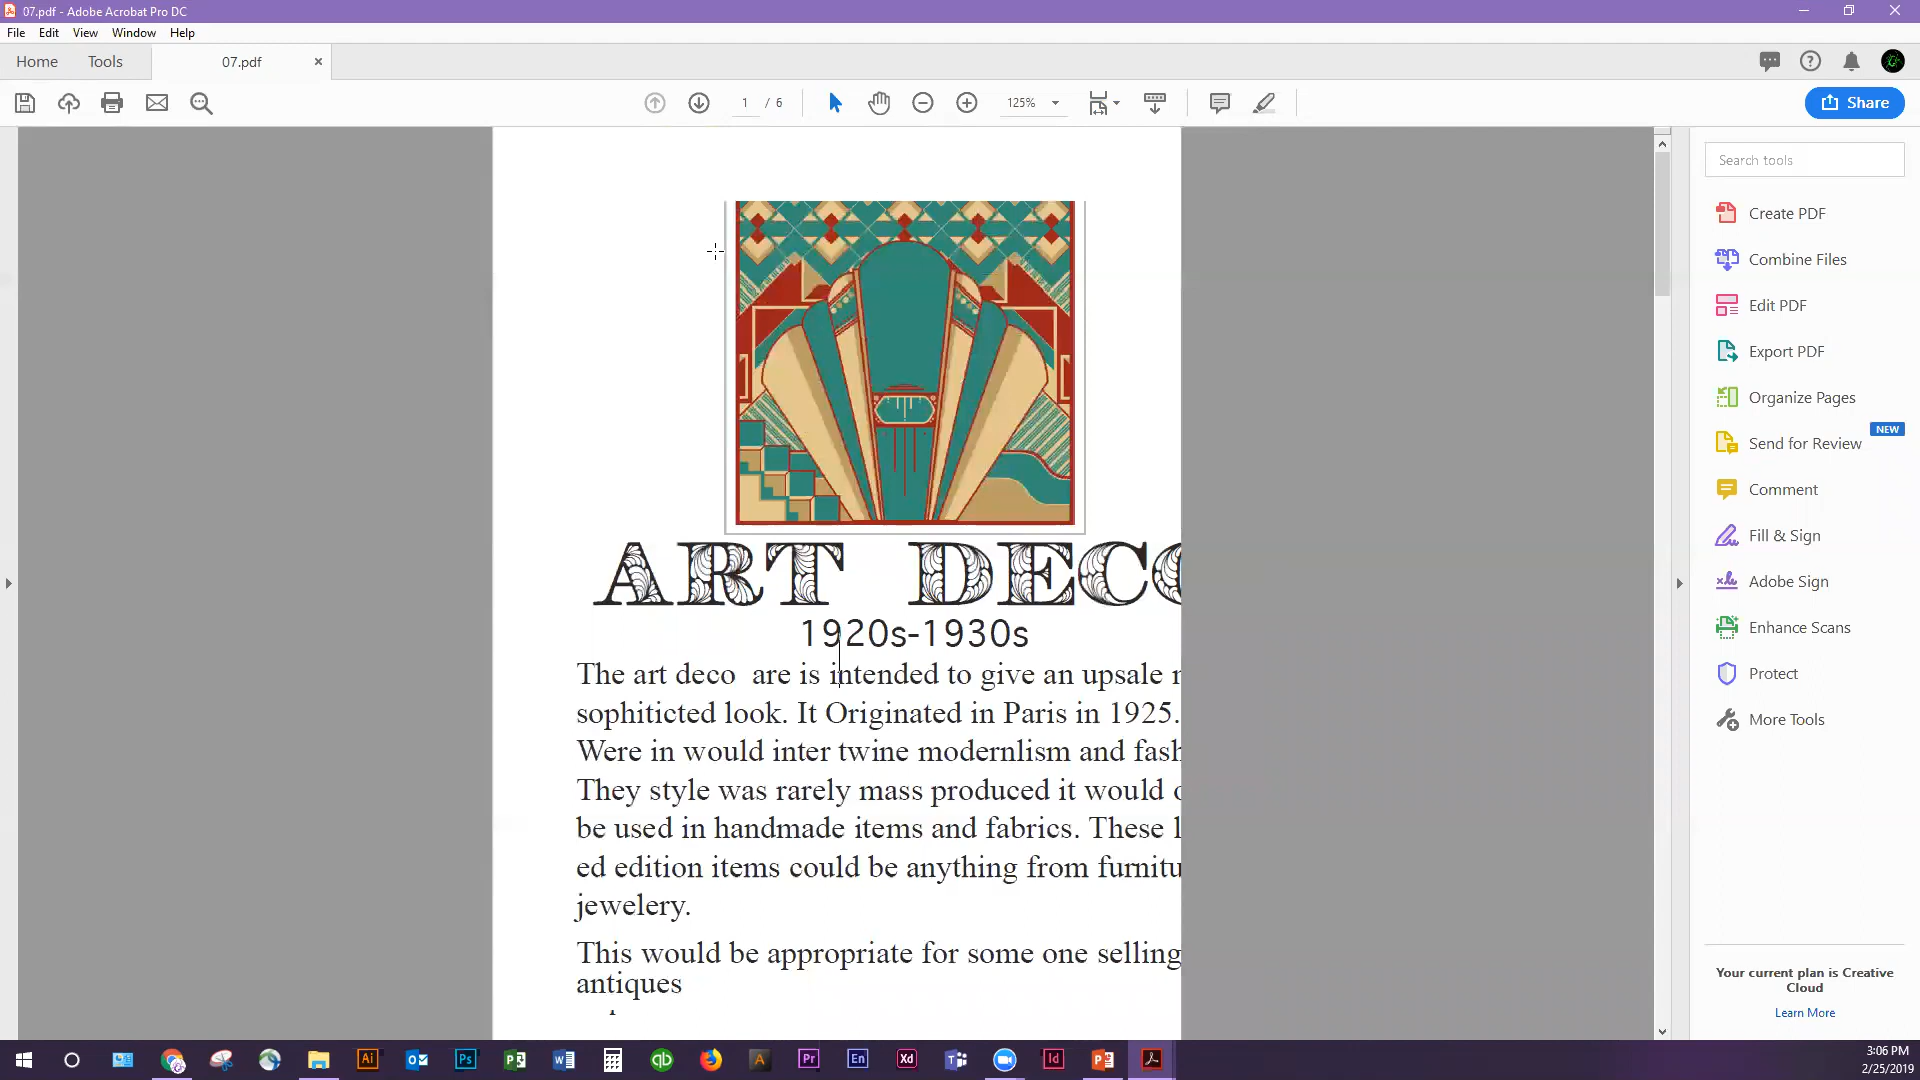 07.pdf - Adobe Acrobat Pro DC
File Edit View Window Help
Home Tools 07.pdf
1 / 6 125% Share
Search tools
Create PDF
Combine Files
Edit PDF
Export PDF
Organize Pages
NEW
Send for Review
Comment
Fill & Sign
Adobe Sign
Enhance Scans
Protect
More Tools
Your current plan is Creative
Cloud
Learn More
ART DECO
1920s-1930s
The art deco are is intended to give an upsale
sophiticted look. It Originated in Paris in 1925.
Were in would inter twine modernlism and fash
They style was rarely mass produced it would
be used in handmade items and fabrics. These
ed edition items could be anything from furnitu
jewelery.
This would be appropriate for some one selling
antiques
Ai Ps Pr En Xd Id
3:06 PM
2/25/2019